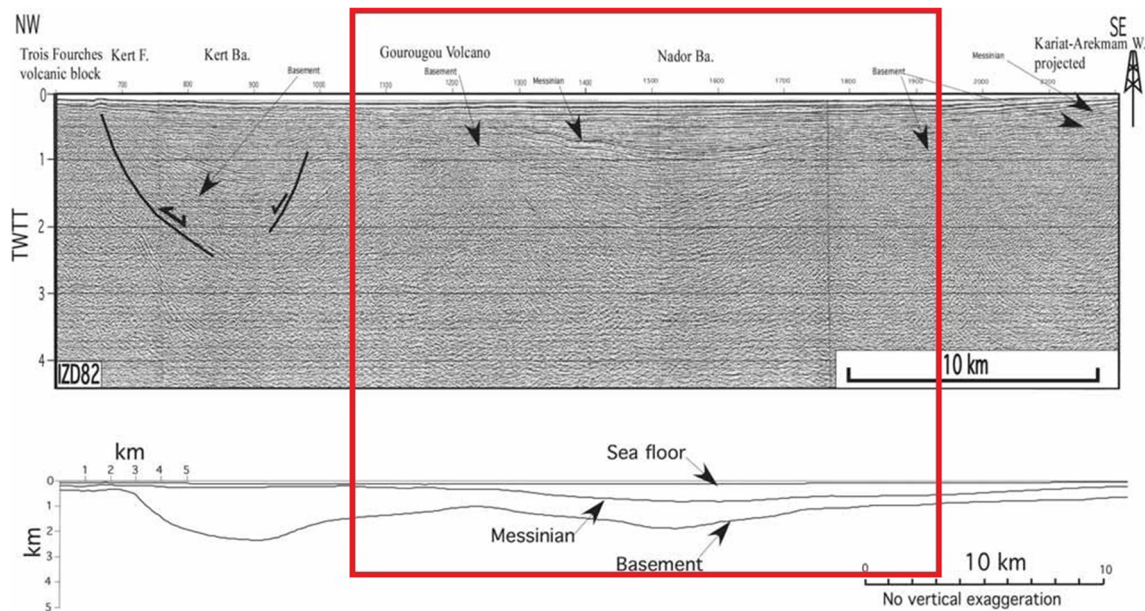 NW
SE
Trois Fourches
volcanic block
Kert F.
Kert Ba.
Basement
Gourougou Volcano
Basement
Messinian
Nador Ba.
Basement
Messinian
Kariat-Arekmam W.
projected
700
1000
1200
1300
1400
1500
1600
1700
1800
1900
2000
0
1
2
3
4
TWTT
IZD82
10 km
km
1 2 3 4 5
Sea floor
0
1
2
3
4
5
km
Messinian
Basement
0 10 km 10
No vertical exaggeration